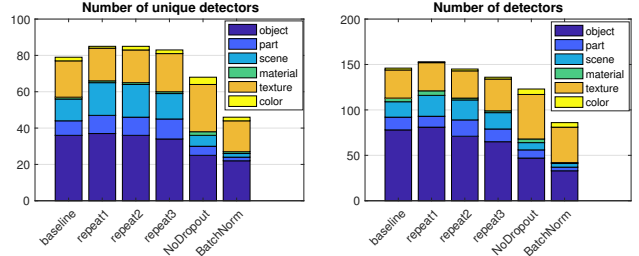 Number of unique detectors
100
80
60
40
20
0
object
part
scene
material
texture
color
baseline
repeat1
repeat2
repeat3
NoDropout
BatchNorm
Number of detectors
200
150
100
50
0
object
part
scene
material
texture
color
baseline
repeat1
repeat2
repeat3
NoDropout
BatchNorm